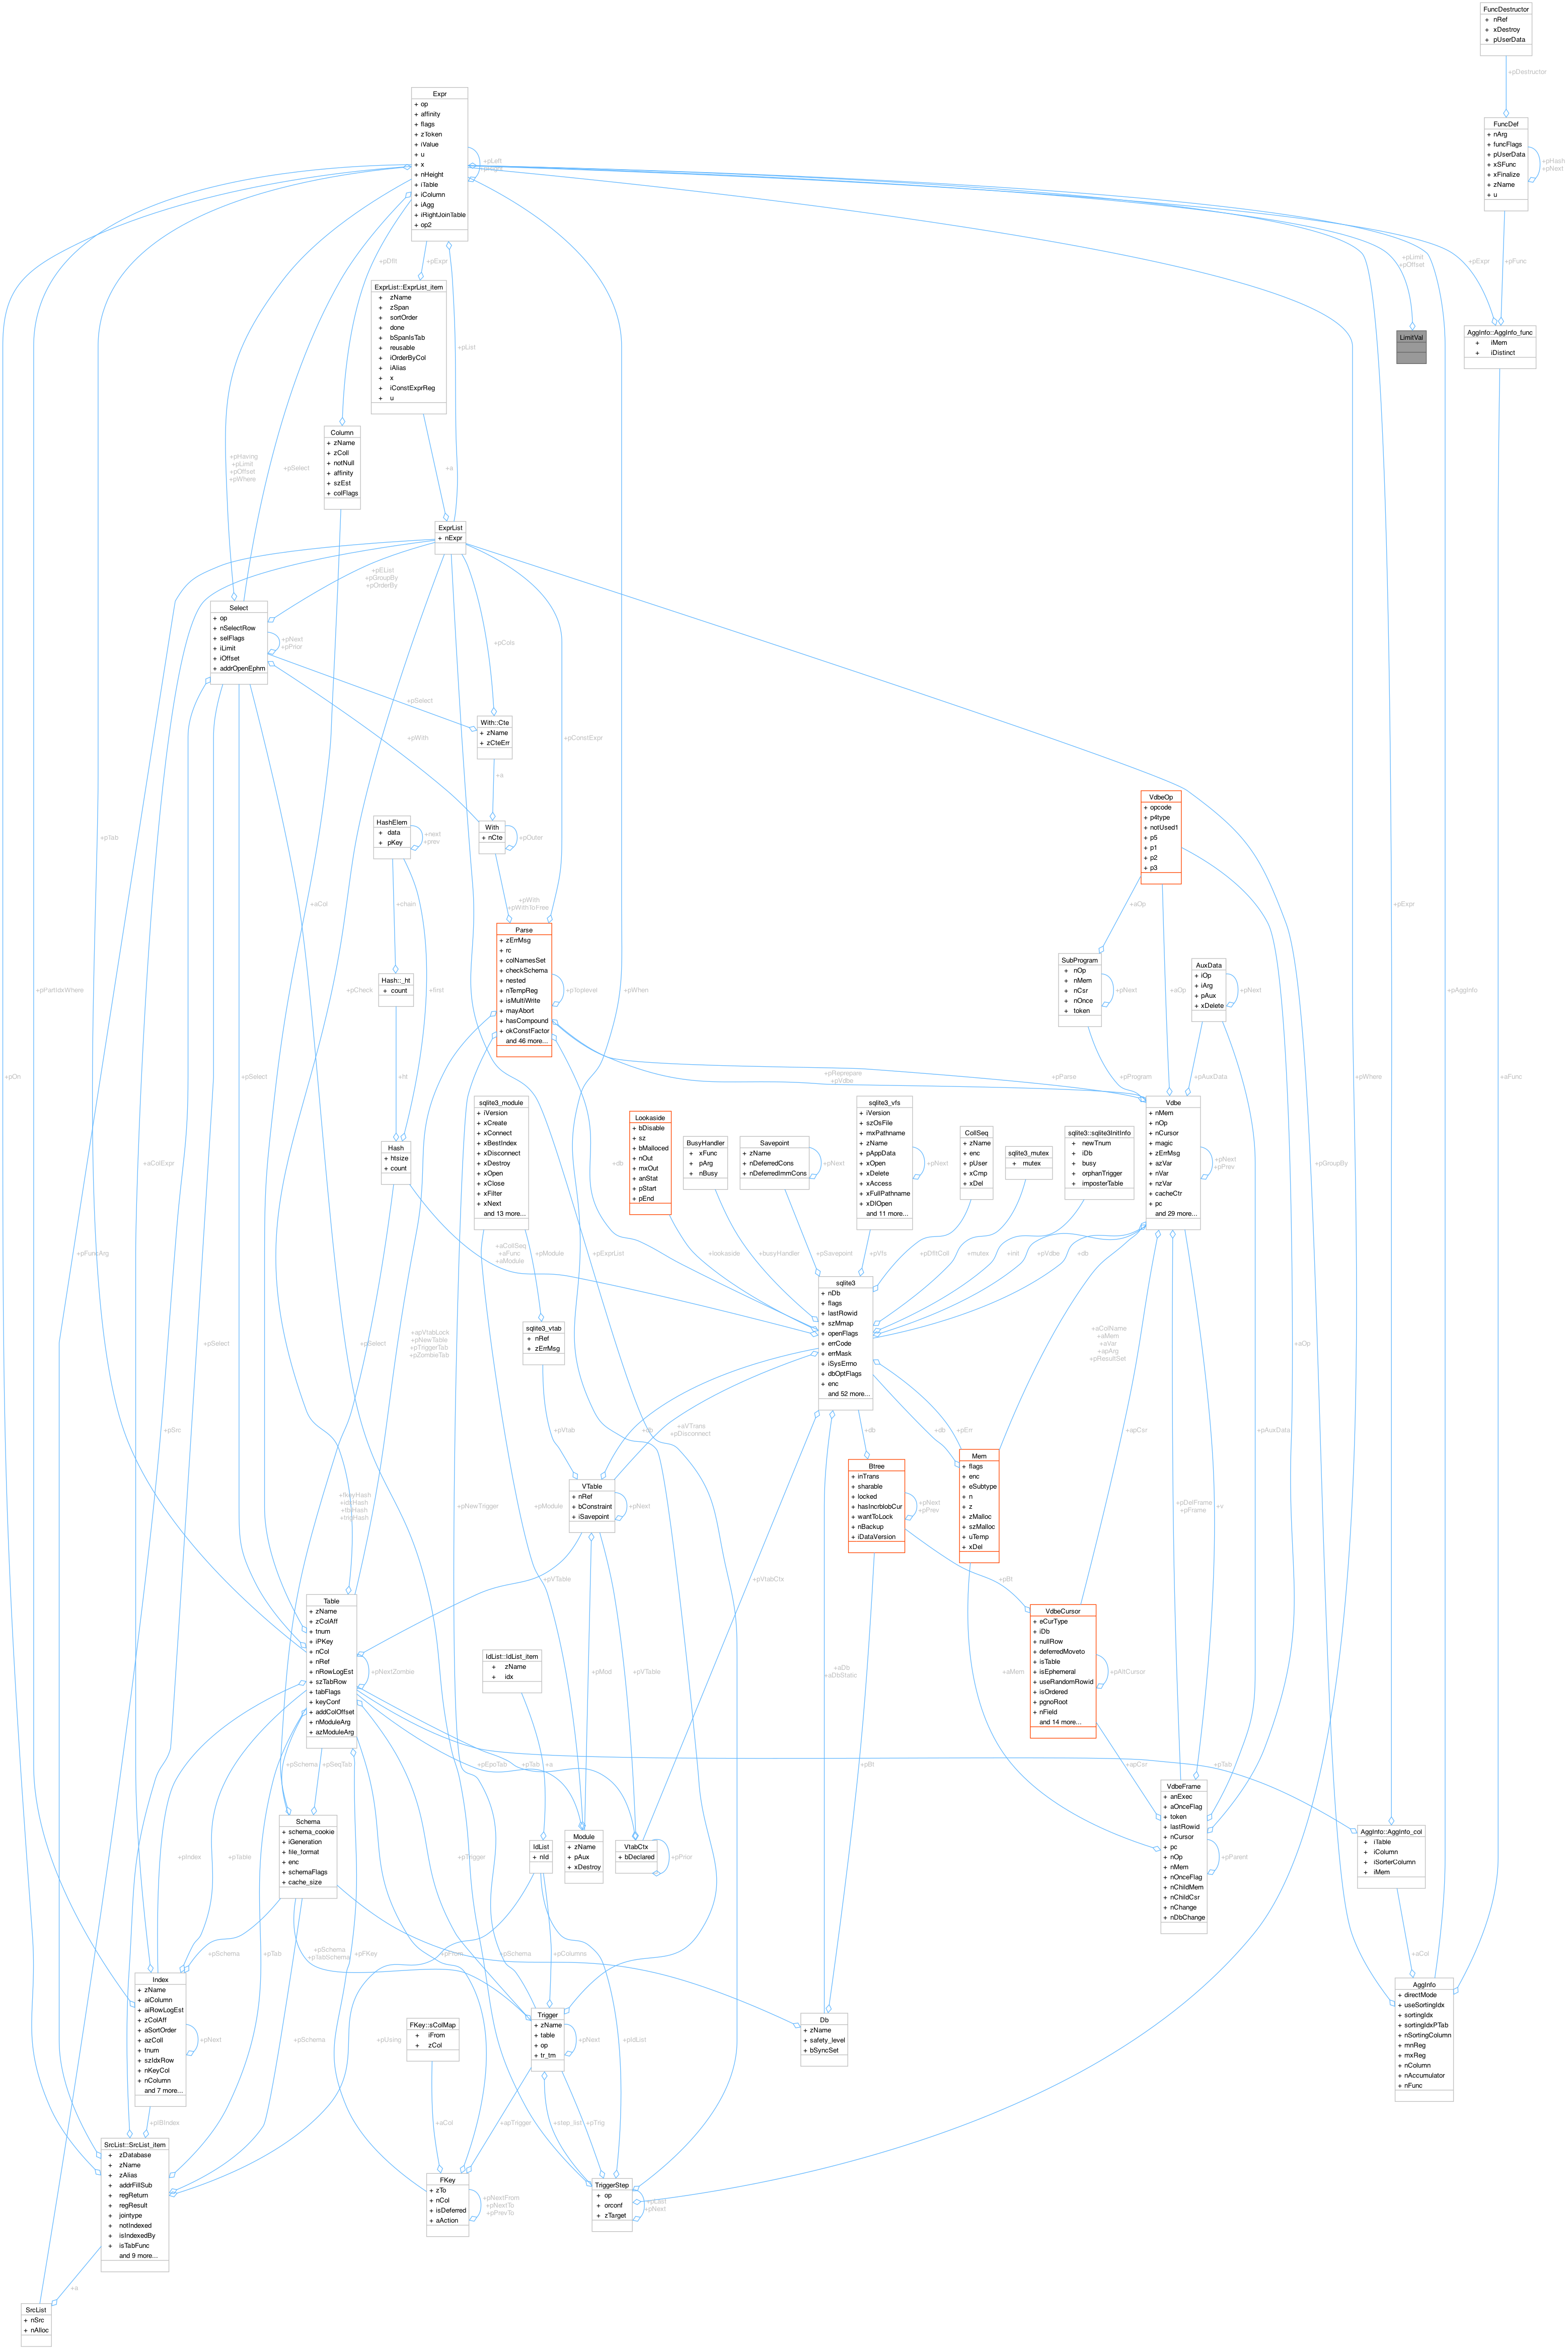 FuncDestructor
+ nRef
+ xDestroy
+ pUserData
+pDestructor
Expr
+ op
+ affinity
+ flags
+ zToken
+ iValue
+ u
+ x
+ nHeight
+ iTable
+ iColumn
+ iAgg
+ iRightJoinTable
+ op2
+pLeft
FuncDef
+ nArg
+ funcFlags
+ pUserData
+ xSFunc
+ xFinalize
+ zName
+ u
+pHash
+pNext
+pDflt
+pExpr
+pLimit
+pOffset
+pExpr
+pFunc
ExprList::ExprList_item
+ zName
+ zSpan
+ sortOrder
+ done
+ bSpanIsTab
+ reusable
+ iOrderByCol
+ iAlias
+ x
+ iConstExprReg
+ u
+pList
LimitVal
AggInfo::AggInfo_func
+ iMem
+ iDistinct
Column
+ zName
+ zColl
+ notNull
+ affinity
+ szEst
+ colFlags
+pHaving
+pLimit
+pOffset
+pWhere
+pSelect
+a
ExprList
+ nExpr
+pEList
+pGroupBy
+pOrderBy
Select
+ op
+ nSelectRow
+ selFlags
+ iLimit
+ iOffset
+ addrOpenEphm
+pNext
+pPrior
+pCols
+pSelect
With::Cte
+ zName
+ zCteErr
+pWith
+pConstExpr
+a
With
+ nCte
+pOuter
HashElem
+ data
+ pKey
+next
+prev
+pTab
VdbeOp
+ opcode
+ p4type
+ notUsed1
+ p5
+ p1
+ p2
+ p3
+pWith
+pWithToFree
+aCol
+chain
+aOp
+pExpr
Parse
+ zErrMsg
+ rc
+ colNamesSet
+ checkSchema
+ nested
+ nTempReg
+ isMultiWrite
+ mayAbort
+ hasCompound
+ okConstFactor
and 46 more...
+pToplevel
+pPartIdxWhere
+pCheck
Hash::_ht
+ count
+first
+pWhen
SubProgram
+ nOp
+ nMem
+ nCsr
+ nOnce
+ token
+pNext
+aOp
AuxData
+ iOp
+ iArg
+ pAux
+ xDelete
+pNext
+pAggInfo
+pOn
+pSelect
+ht
+pReprepare
+pVdbe
+pParse
+pProgram
+pAuxData
+pWhere
+aFunc
sqlite3_module
+ iVersion
+ xCreate
+ xConnect
+ xBestIndex
+ xDisconnect
+ xDestroy
+ xOpen
+ xClose
+ xFilter
+ xNext
and 13 more...
Lookaside
+ bDisable
+ sz
+ bMalloced
+ nOut
+ mxOut
+ anStat
+ pStart
+ pEnd
BusyHandler
+ xFunc
+ pArg
+ nBusy
Savepoint
+ zName
+ nDeferredCons
+ nDeferredImmCons
+pNext
sqlite3_vfs
+ iVersion
+ szOsFile
+ mxPathname
+ zName
+ pAppData
+ xOpen
+ xDelete
+ xAccess
+ xFullPathname
+ xDlOpen
and 11 more...
+pNext
CollSeq
+ zName
+ enc
+ pUser
+ xCmp
+ xDel
sqlite3_mutex
+ mutex
sqlite3::sqlite3InitInfo
+ newTnum
+ iDb
+ busy
+ orphanTrigger
+ imposterTable
Vdbe
+ nMem
+ nOp
+ nCursor
+ magic
+ zErrMsg
+ azVar
+ nVar
+ nzVar
+ cacheCtr
+ pc
and 29 more...
+pNext
+pPrev
Hash
+ htsize
+ count
+aColExpr
+db
+pGroupBy
+pFuncArg
+aCollSeq
+aFunc
+aModule
+pModule
+pExprList
+lookaside
+busyHandler
+pSavepoint
+pVfs
+pDfltColl
+mutex
+init
+pVdbe
+db
sqlite3
+ nDb
+ flags
+ lastRowid
+ szMmap
+ openFlags
+ errCode
+ errMask
+ iSysErrno
+ dbOptFlags
+ enc
and 52 more...
sqlite3_vtab
+ nRef
+ zErrMsg
+pSelect
+pSelect
+apVtabLock
+pNewTable
+pTriggerTab
+pZombieTab
+aColName
+aMem
+aVar
+apArg
+pResultSet
+aOp
+pSrc
+pVtab
+db
+aVTrans
+pDisconnect
+db
+db
+pErr
+apCsr
+pAuxData
Btree
+ inTrans
+ sharable
+ locked
+ hasIncrblobCur
+ wantToLock
+ nBackup
+ iDataVersion
+pNext
+pPrev
Mem
+ flags
+ enc
+ eSubtype
+ n
+ z
+ zMalloc
+ szMalloc
+ uTemp
+ xDel
VTable
+ nRef
+ bConstraint
+ iSavepoint
+pNext
+fkeyHash
+idxHash
+tblHash
+trigHash
+pNewTrigger
+pModule
+pDelFrame
+pFrame
+v
+pVTable
+pVtabCtx
+pBt
Table
+ zName
+ zColAff
+ tnum
+ iPKey
+ nCol
+ nRef
+ nRowLogEst
+ szTabRow
+ tabFlags
+ keyConf
+ addColOffset
+ nModuleArg
+ azModuleArg
+pNextZombie
IdList::IdList_item
+ zName
+ idx
+pMod
+pVTable
+aDb
+aDbStatic
+aMem
VdbeCursor
+ eCurType
+ iDb
+ nullRow
+ deferredMoveto
+ isTable
+ isEphemeral
+ useRandomRowid
+ isOrdered
+ pgnoRoot
+ nField
and 14 more...
+pAltCursor
+pSchema
+pSeqTab
+pEpoTab
+pTab
+a
+pBt
+apCsr
+pTab
VdbeFrame
+ anExec
+ aOnceFlag
+ token
+ lastRowid
+ nCursor
+ pc
+ nOp
+ nMem
+ nOnceFlag
+ nChildMem
+ nChildCsr
+ nChange
+ nDbChange
+pParent
Schema
+ schema_cookie
+ iGeneration
+ file_format
+ enc
+ schemaFlags
+ cache_size
IdList
+ nId
Module
+ zName
+ pAux
+ xDestroy
VtabCtx
+ bDeclared
+pPrior
AggInfo::AggInfo_col
+ iTable
+ iColumn
+ iSorterColumn
+ iMem
+pIndex
+pTable
+pTrigger
+pSchema
+pTab
+pSchema
+pTabSchema
+pFKey
+pFrom
+pSchema
+pColumns
+aCol
Index
+ zName
+ aiColumn
+ aiRowLogEst
+ zColAff
+ aSortOrder
+ azColl
+ tnum
+ szIdxRow
+ nKeyCol
+ nColumn
and 7 more...
+pNext
AggInfo
+ directMode
+ useSortingIdx
+ sortingIdx
+ sortingIdxPTab
+ nSortingColumn
+ mnReg
+ mxReg
+ nColumn
+ nAccumulator
+ nFunc
+pSchema
+pUsing
FKey::sColMap
+ iFrom
+ zCol
Trigger
+ zName
+ table
+ op
+ tr_tm
+pNext
+pIdList
Db
+ zName
+ safety_level
+ bSyncSet
+pIBIndex
+aCol
+apTrigger
+step_list
+pTrig
SrcList::SrcList_item
+ zDatabase
+ zName
+ zAlias
+ addrFillSub
+ regReturn
+ regResult
+ jointype
+ notIndexed
+ isIndexedBy
+ isTabFunc
and 9 more...
FKey
+ zTo
+ nCol
+ isDeferred
+ aAction
+pNextFrom
+pNextTo
+pPrevTo
TriggerStep
+ op
+ orconf
+ zTarget
+pLast
+pNext
+a
SrcList
+ nSrc
+ nAlloc